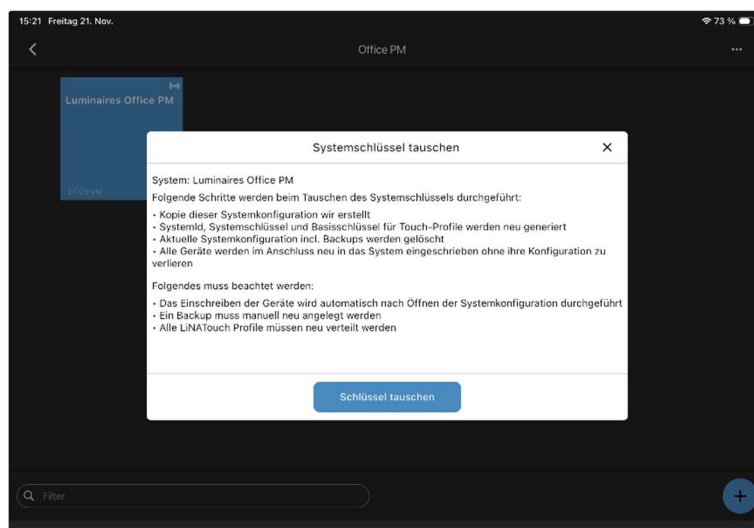 15:21 Freitag 21. Nov.
73 %
Office PM
Luminaires Office PM
Systemschlüssel tauschen
System: Luminaires Office PM
Folgende Schritte werden beim Tauschen des Systemschlüssels durchgeführt:
• Kopie dieser Systemkonfiguration wir erstellt
• SystemId, Systemschlüssel und Basisschlüssel für Touch-Profile werden neu generiert
• Aktuelle Systemkonfiguration incl. Backups werden gelöscht
• Alle Geräte werden im Anschluss neu in das System eingeschrieben ohne ihre Konfiguration zu
verlieren
Folgendes muss beachtet werden:
• Das Einschreiben der Geräte wird automatisch nach Öffnen der Systemkonfiguration durchgeführt
• Ein Backup muss manuell neu angelegt werden
• Alle LiNATouch Profile müssen neu verteilt werden
Schlüssel tauschen
Filter